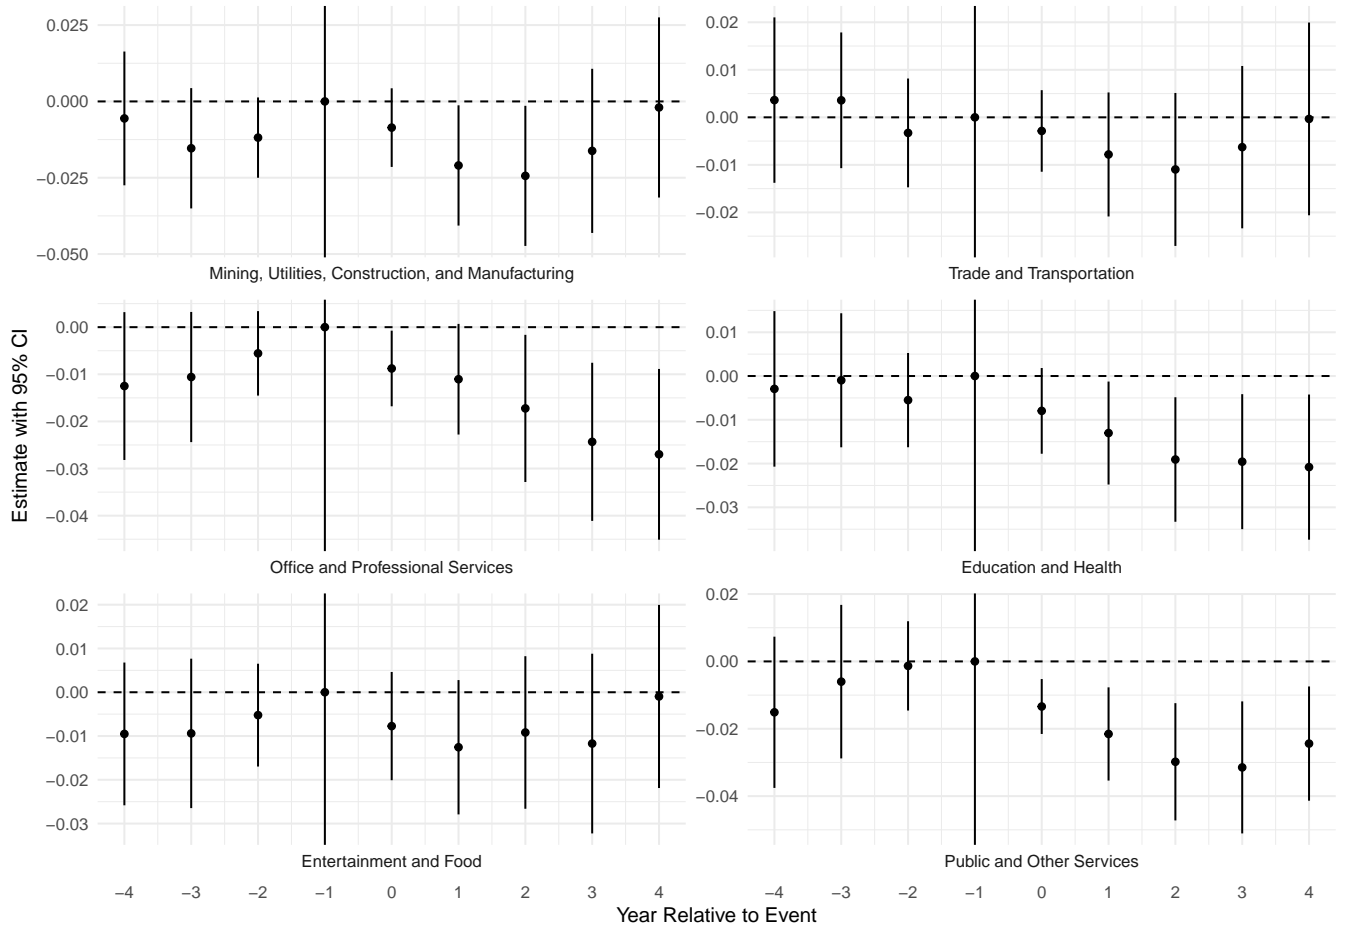 0.025
0.000
−0.025
−0.050
Mining, Utilities, Construction, and Manufacturing
0.02
0.01
0.00
−0.01
−0.02
Trade and Transportation
Estimate with 95% CI
0.00
−0.01
−0.02
−0.03
−0.04
Office and Professional Services
0.01
0.00
−0.01
−0.02
−0.03
Education and Health
0.02
0.01
0.00
−0.01
−0.02
−0.03
Entertainment and Food
0.02
0.00
−0.02
−0.04
Public and Other Services
−4 −3 −2 −1 0 1 2 3 4
−4 −3 −2 −1 0 1 2 3 4
Year Relative to Event